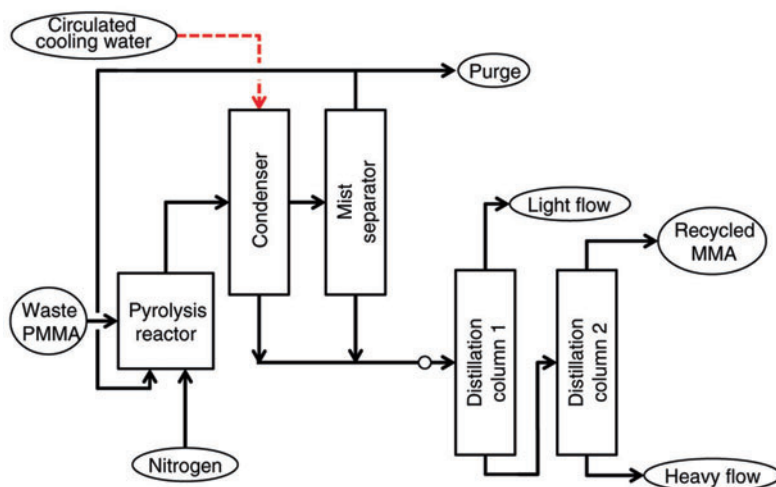 Circulated
cooling water
Purge
Condenser
Mist
separator
Light flow
Recycled
MMA
Waste
PMMA
Pyrolysis
reactor
Distillation
column 1
Distillation
column 2
Nitrogen
Heavy flow